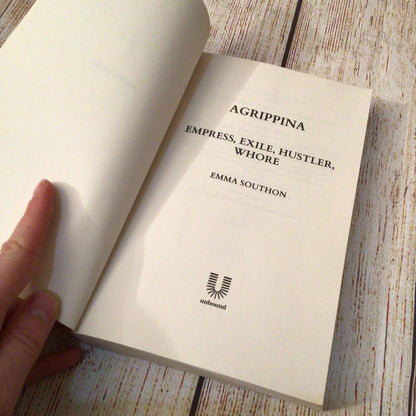 AGRIPPINA
EMPRESS, EXILE, HUSTLER,
WHORE
EMMA SOUTHON
unbound